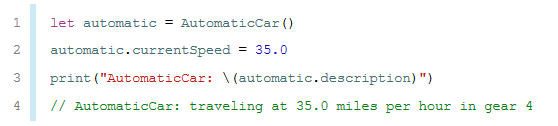 1 let automatic = AutomaticCar()
2 automatic.currentSpeed = 35.0
3 print("AutomaticCar: \(automatic.description)")
4 // AutomaticCar: traveling at 35.0 miles per hour in gear 4